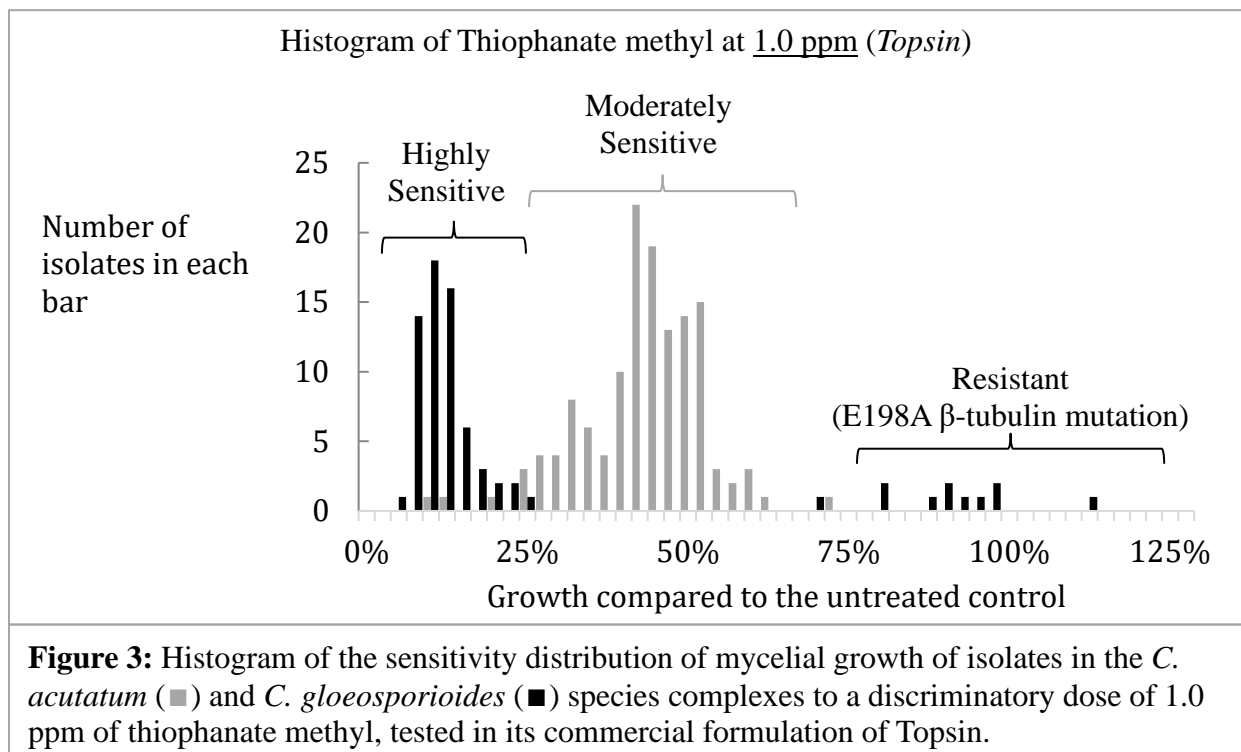 Histogram of Thiophanate methyl at 1.0 ppm (Topsin)
Moderately
Sensitive
Highly
Sensitive
Number of
isolates in each
bar
25
20
15
10
5
0
Resistant
(E198A β-tubulin mutation)
0% 25% 50% 75% 100% 125%
Growth compared to the untreated control
Figure 3: Histogram of the sensitivity distribution of mycelial growth of isolates in the C.
acutatum (■) and C. gloeosporioides (■) species complexes to a discriminatory dose of 1.0
ppm of thiophanate methyl, tested in its commercial formulation of Topsin.